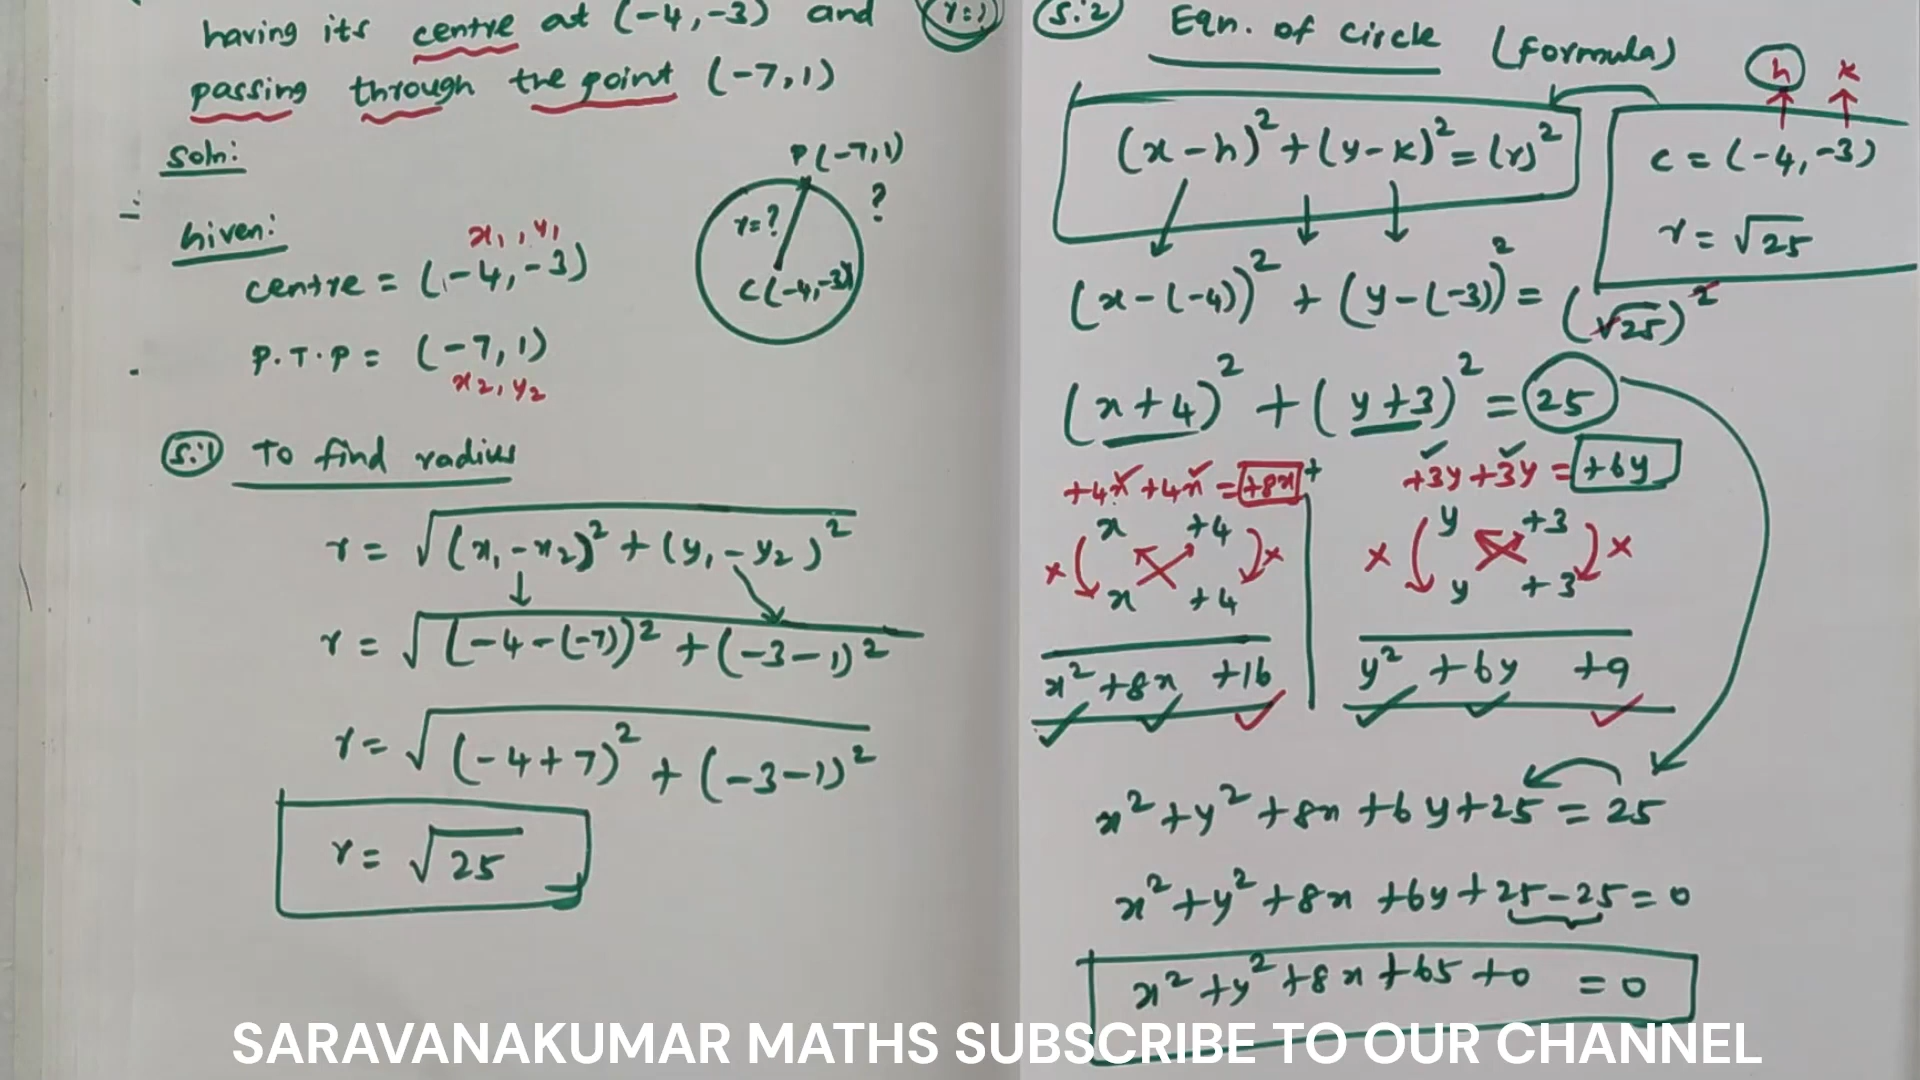 having its centre at (-4,-3) and
passing through the point (-7,1)
Soln:
Given:
x₁, y₁
centre = (-4,-3)
P.T.P = (-7,1)
x₂, y₂
P(-7,1)
?
r=?
C(-4,-3)
S:1 To find radius
r = √(x₁-x₂)² + (y₁-y₂)²
r = √(-4-(-7))² + (-3-1)²
r = √(-4+7)² + (-3-1)²
r = √25
r=?
S:2 Eqn. of circle (formula)
h k
(x-h)² + (y-k)² = (r)²
c = (-4,-3)
r = √25
(x-(-4))² + (y-(-3))² = (√25)²
(x+4)² + (y+3)² = 25
+4x+4x = +8x +
x +4
× ×
x +4
x² +8x +16
+3y+3y = +6y
y +3
× ×
y +3
y² +6y +9
x²+y²+8x+6y+25 = 25
x²+y²+8x+6y+25-25=0
x²+y²+8x+65+0 = 0
SARAVANAKUMAR MATHS SUBSCRIBE TO OUR CHANNEL